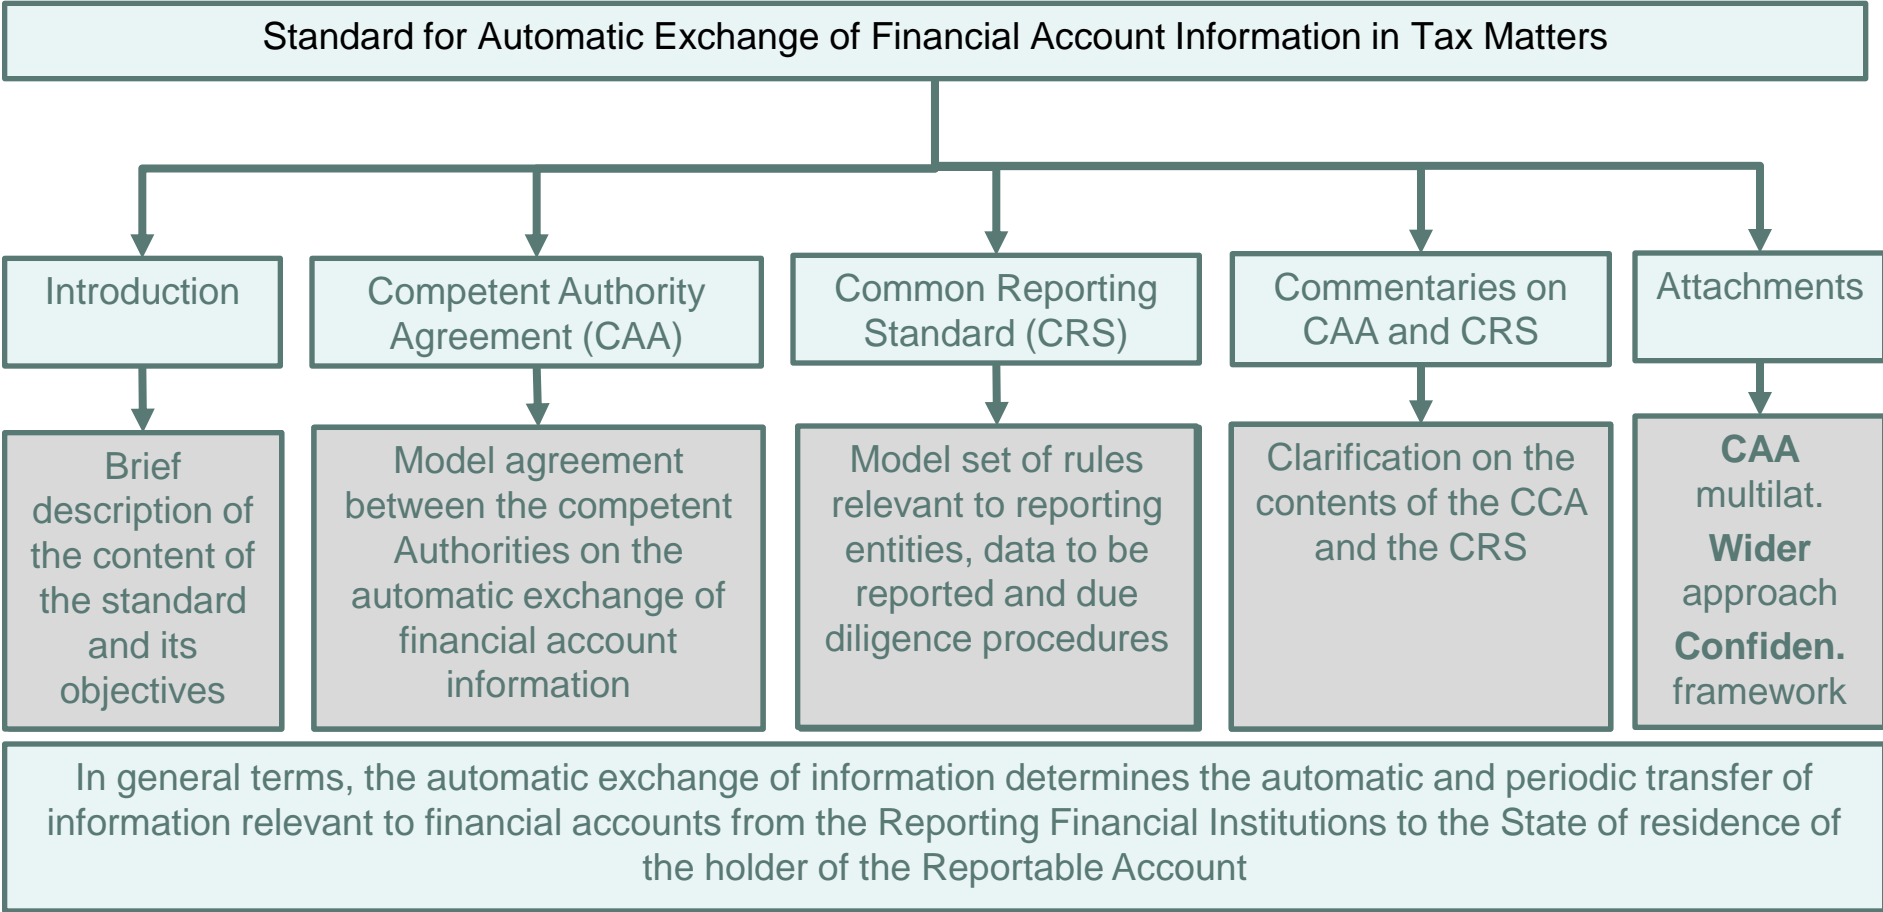 Standard for Automatic Exchange of Financial Account Information in Tax Matters
Introduction
Competent Authority
Agreement (CAA)
Common Reporting
Standard (CRS)
Commentaries on
CAA and CRS
Attachments
Brief
description of
the content of
the standard
and its
objectives
Model agreement
between the competent
Authorities on the
automatic exchange of
financial account
information
Model set of rules
relevant to reporting
entities, data to be
reported and due
diligence procedures
Clarification on the
contents of the CCA
and the CRS
CAA
multilat.
Wider
approach
Confiden.
framework
In general terms, the automatic exchange of information determines the automatic and periodic transfer of
information relevant to financial accounts from the Reporting Financial Institutions to the State of residence of
the holder of the Reportable Account